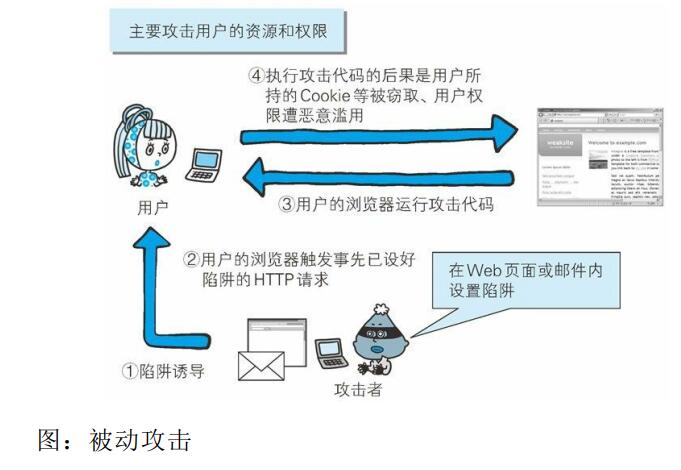 主要攻击用户的资源和权限
④执行攻击代码的后果是用户所
持的Cookie等被窃取、用户权
限遭恶意滥用
weaksite
Welcome to example.com
③用户的浏览器运行攻击代码
用户
②用户的浏览器触发事先已设好
陷阱的HTTP请求
在Web页面或邮件内
设置陷阱
①陷阱诱导
攻击者
图：被动攻击